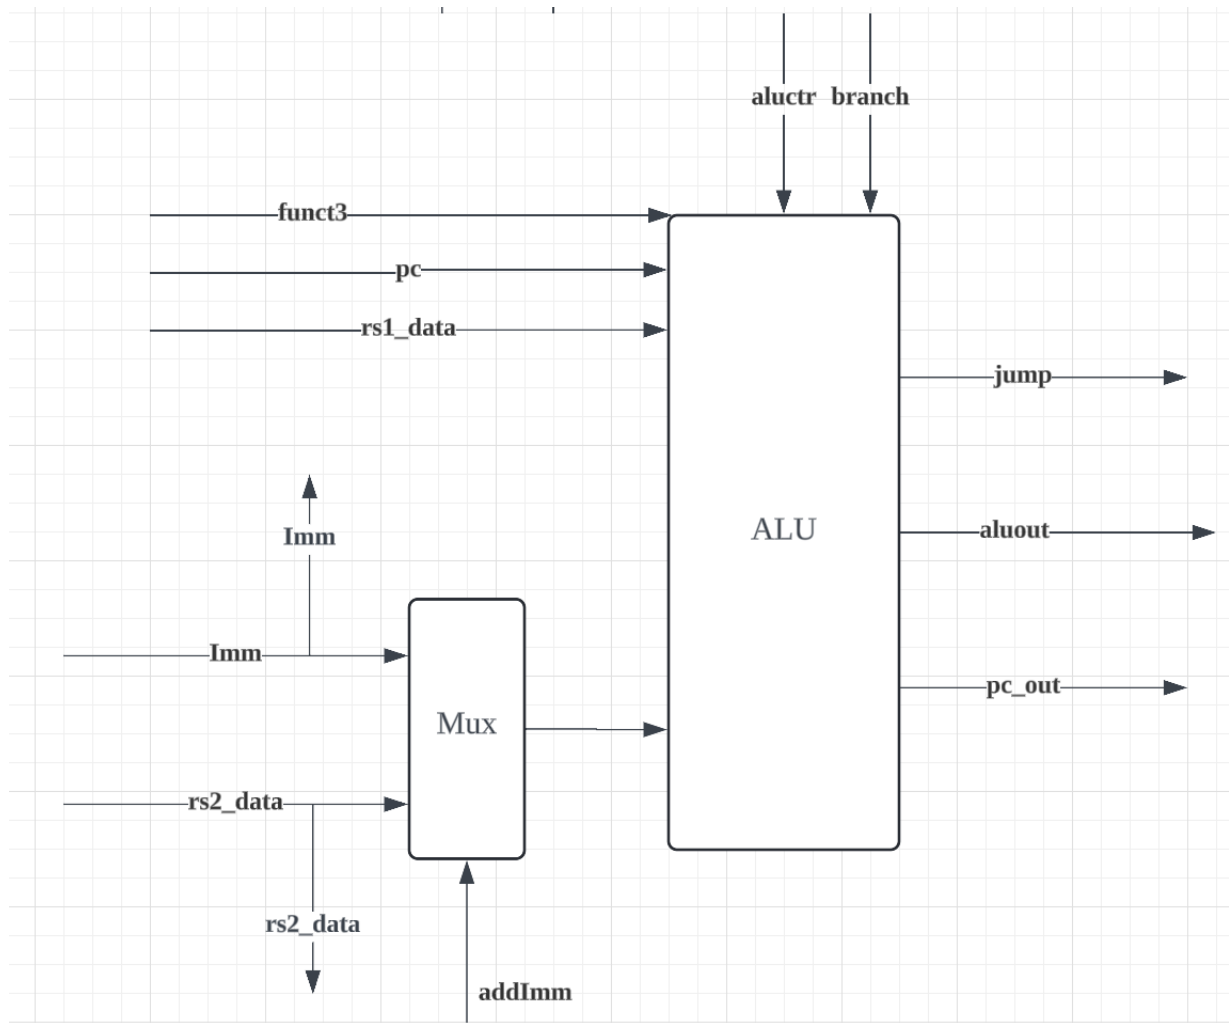 aluctr branch
funct3
pc
rs1_data
jump
ALU
aluout
Imm
Imm
pc_out
Mux
rs2_data
rs2_data
addImm